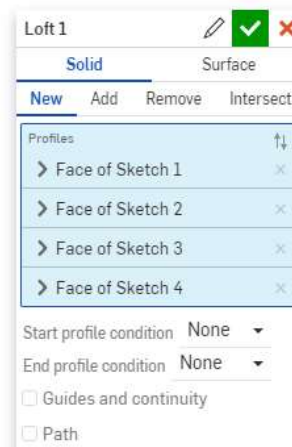 Loft 1
Solid Surface
New Add Remove Intersect
Profiles
Face of Sketch 1
Face of Sketch 2
Face of Sketch 3
Face of Sketch 4
Start profile condition None
End profile condition None
Guides and continuity
Path